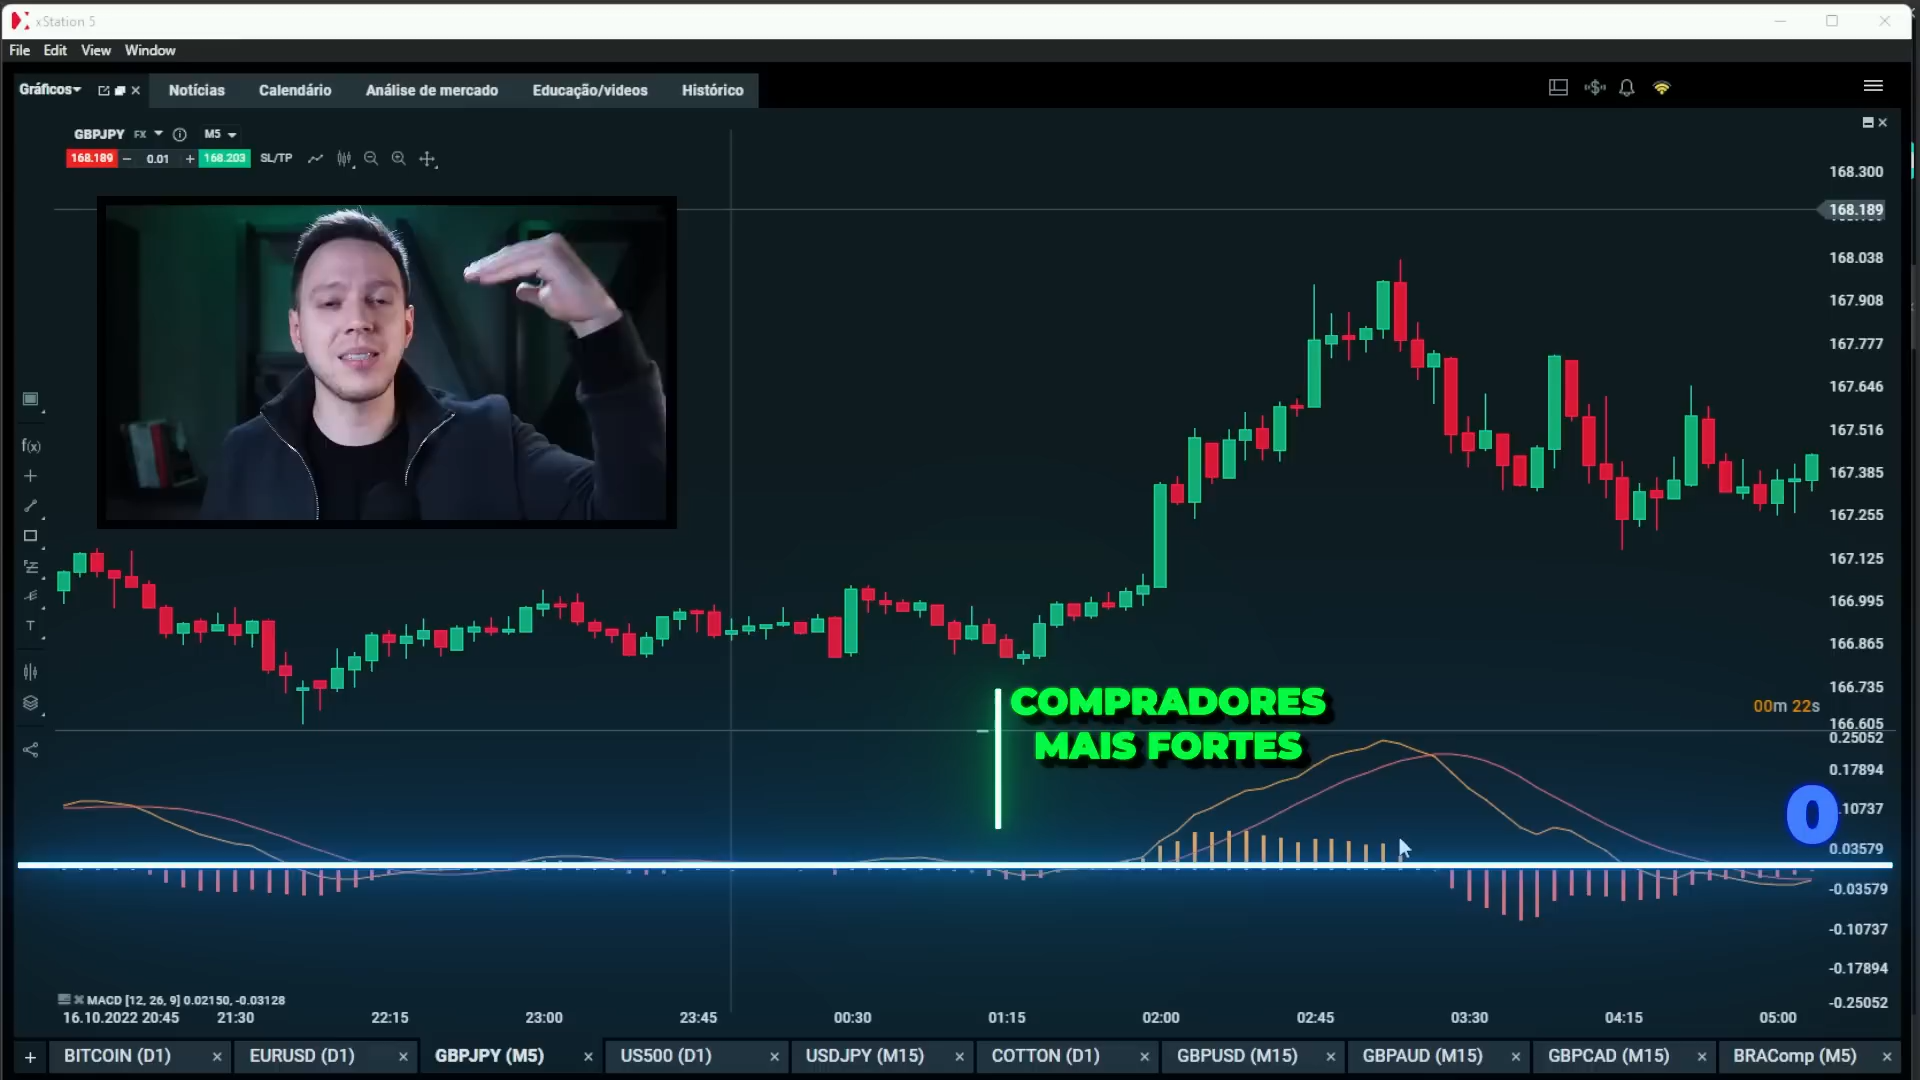 xStation 5
File Edit View Window
Gráficos Notícias Calendário Análise de mercado Educação/videos Histórico
GBPJPY FX M5
168.189 0.01 168.203 SL/TP
168.300
168.189
168.038
167.908
167.777
167.646
167.516
167.385
167.255
167.125
166.995
166.865
166.735
00m 22s
166.605
COMPRADORES
MAIS FORTES
0.25052
0.17894
0
.10737
0.03579
-0.03579
-0.10737
-0.17894
-0.25052
f(x)
T
MACD [12, 26, 9] 0.02150, -0.03128
16.10.2022 20:45 21:30 22:15 23:00 23:45 00:30 01:15 02:00 02:45 03:30 04:15 05:00
+ BITCOIN (D1) × EURUSD (D1) × GBPJPY (M5) × US500 (D1) × USDJPY (M15) × COTTON (D1) × GBPUSD (M15) × GBPAUD (M15) × GBPCAD (M15) × BRAComp (M5) ×